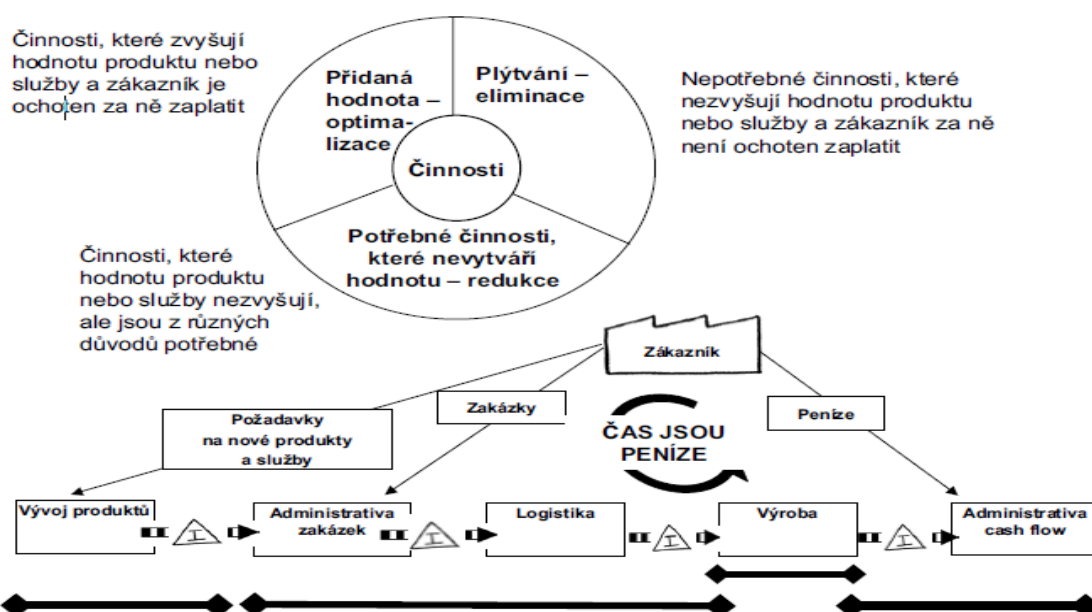 Činnosti, které zvyšují
hodnotu produktu nebo
služby a zákazník je
ochoten za ně zaplatit
Přidaná
hodnota –
optima-
lizace
Plýtvání –
eliminace
Nepotřebné činnosti, které
nezvyšují hodnotu produktu
nebo služby a zákazník za ně
není ochoten zaplatit
Činnosti
Potřebné činnosti,
které nevytváří
hodnotu – redukce
Činnosti, které
hodnotu produktu
nebo služby nezvyšují,
ale jsou z různých
důvodů potřebné
Zákazník
Požadavky
na nové produkty
a služby
Zakázky
ČAS JSOU
PENÍZE
Peníze
Vývoj produktů
I
Administrativa
zakázek
I
Logistika
I
Výroba
I
Administrativa
cash flow